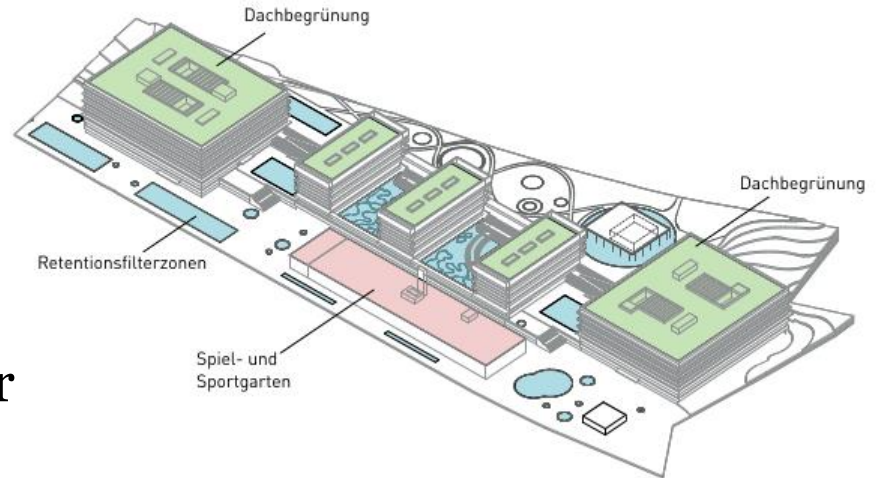 Dachbegrünung
Dachbegrünung
Retentionsfilterzonen
Spiel- und
Sportgarten
r